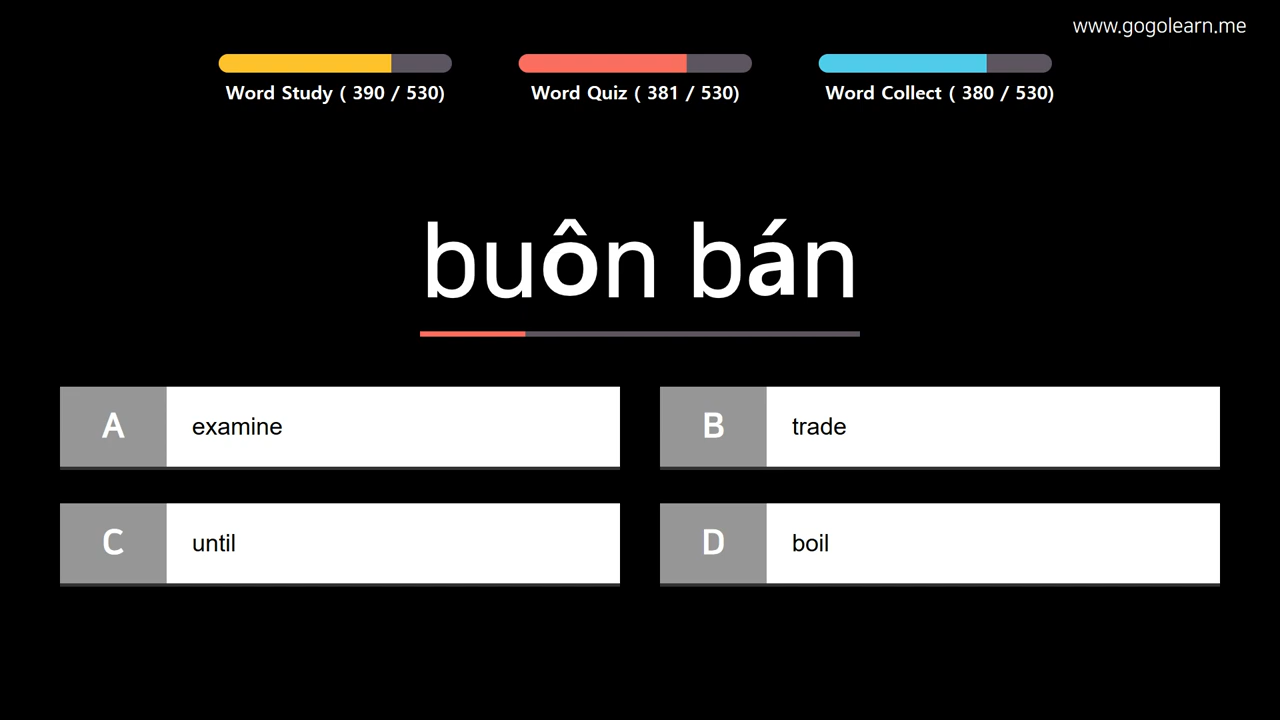 www.gogolearn.me
Word Study ( 390 / 530)
Word Quiz ( 381 / 530)
Word Collect ( 380 / 530)
buôn bán
A examine
B trade
C until
D boil